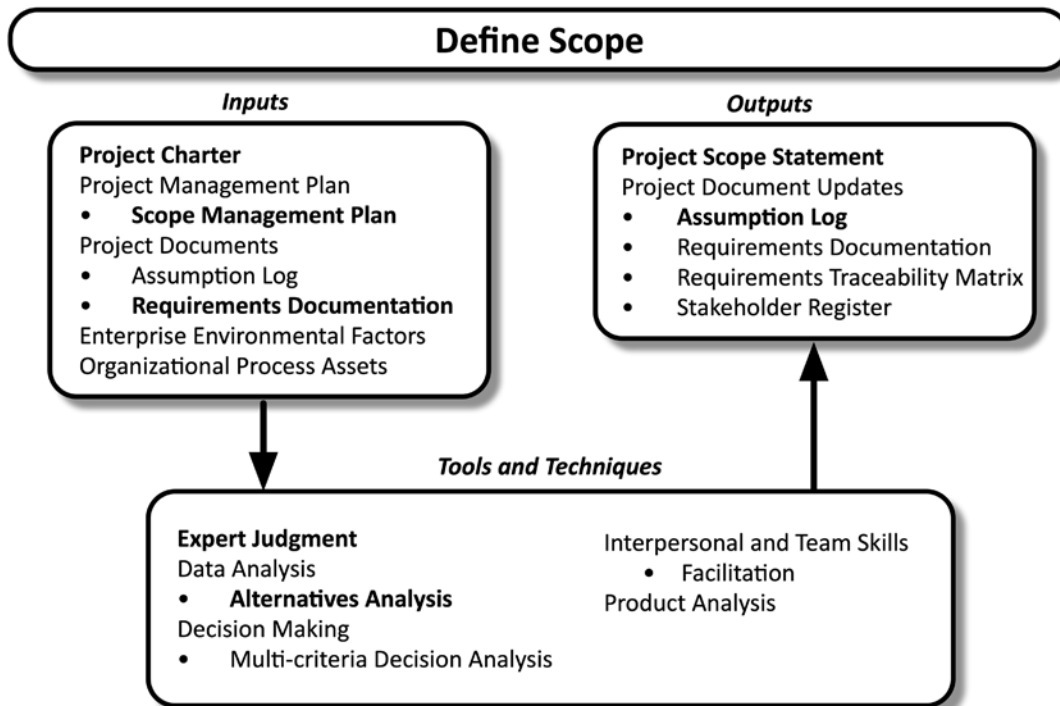 Define Scope
Inputs
Project Charter
Project Management Plan
• Scope Management Plan
Project Documents
• Assumption Log
• Requirements Documentation
Enterprise Environmental Factors
Organizational Process Assets
Outputs
Project Scope Statement
Project Document Updates
• Assumption Log
• Requirements Documentation
• Requirements Traceability Matrix
• Stakeholder Register
Tools and Techniques
Expert Judgment
Data Analysis
• Alternatives Analysis
Decision Making
• Multi-criteria Decision Analysis
Interpersonal and Team Skills
• Facilitation
Product Analysis